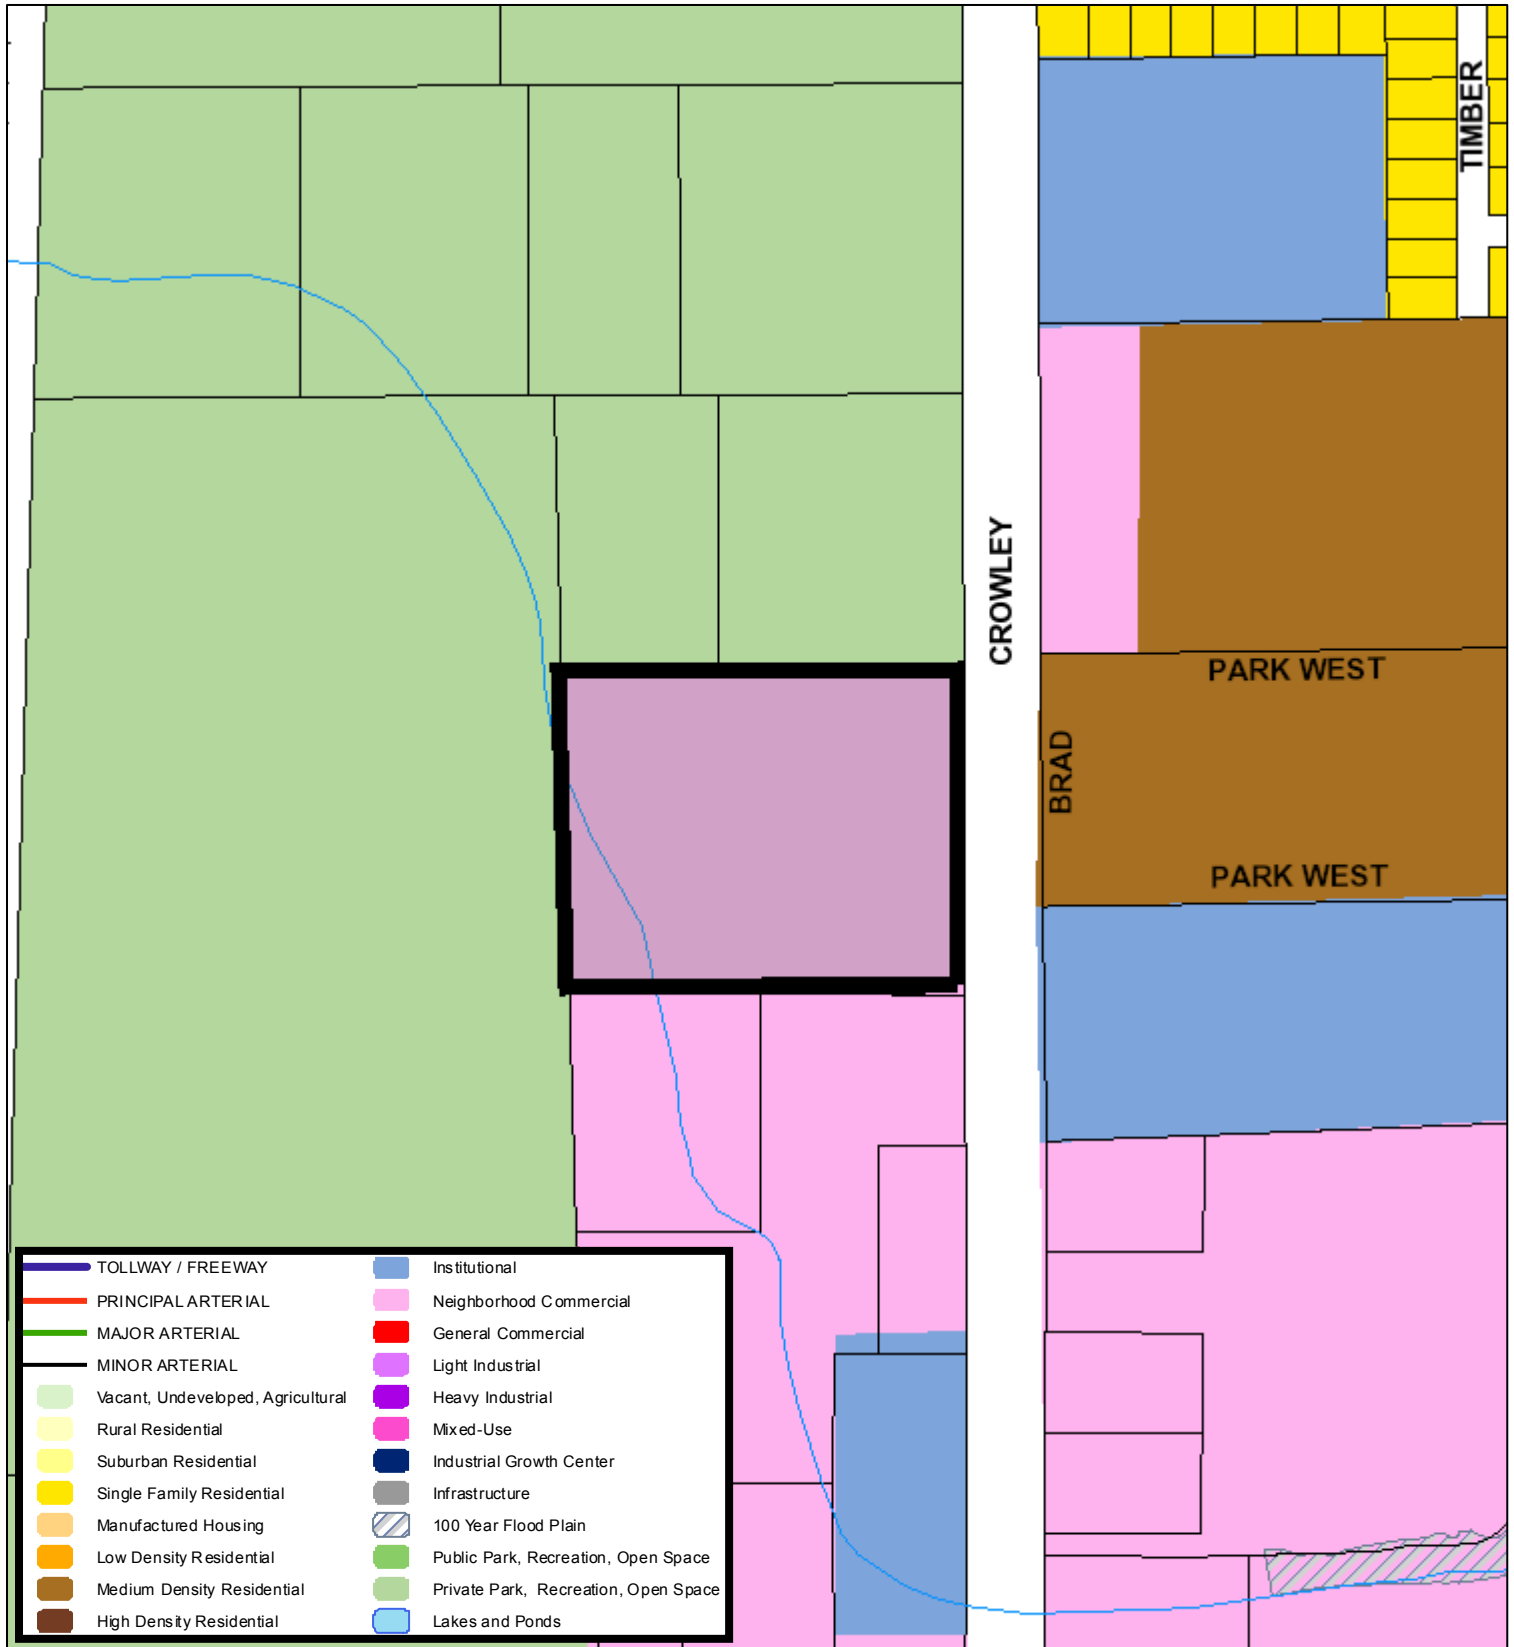 TIMBER
CROWLEY
PARK WEST
BRAD
PARK WEST
TOLLWAY / FREEWAY
PRINCIPAL ARTERIAL
MAJOR ARTERIAL
MINOR ARTERIAL
Vacant, Undeveloped, Agricultural
Rural Residential
Suburban Residential
Single Family Residential
Manufactured Housing
Low Density Residential
Medium Density Residential
High Density Residential
Institutional
Neighborhood Commercial
General Commercial
Light Industrial
Heavy Industrial
Mixed-Use
Industrial Growth Center
Infrastructure
100 Year Flood Plain
Public Park, Recreation, Open Space
Private Park, Recreation, Open Space
Lakes and Ponds